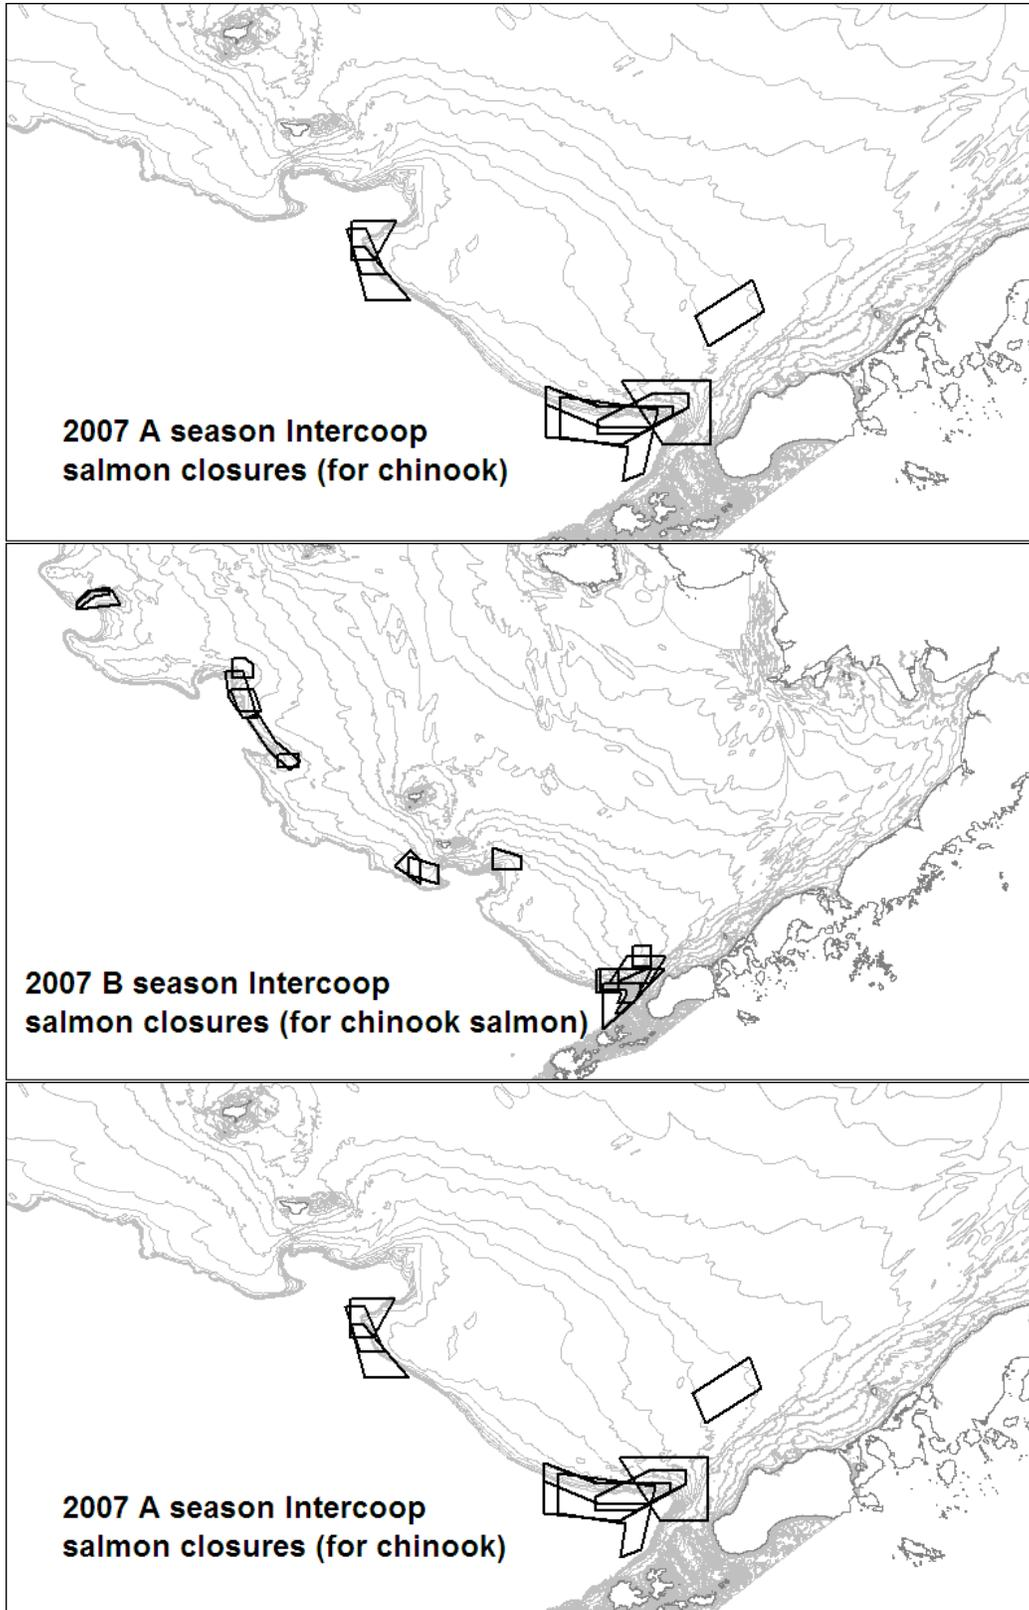 2007 A season Intercoop
salmon closures (for chinook)
2007 B season Intercoop
salmon closures (for chinook salmon)
2007 A season Intercoop
salmon closures (for chinook)